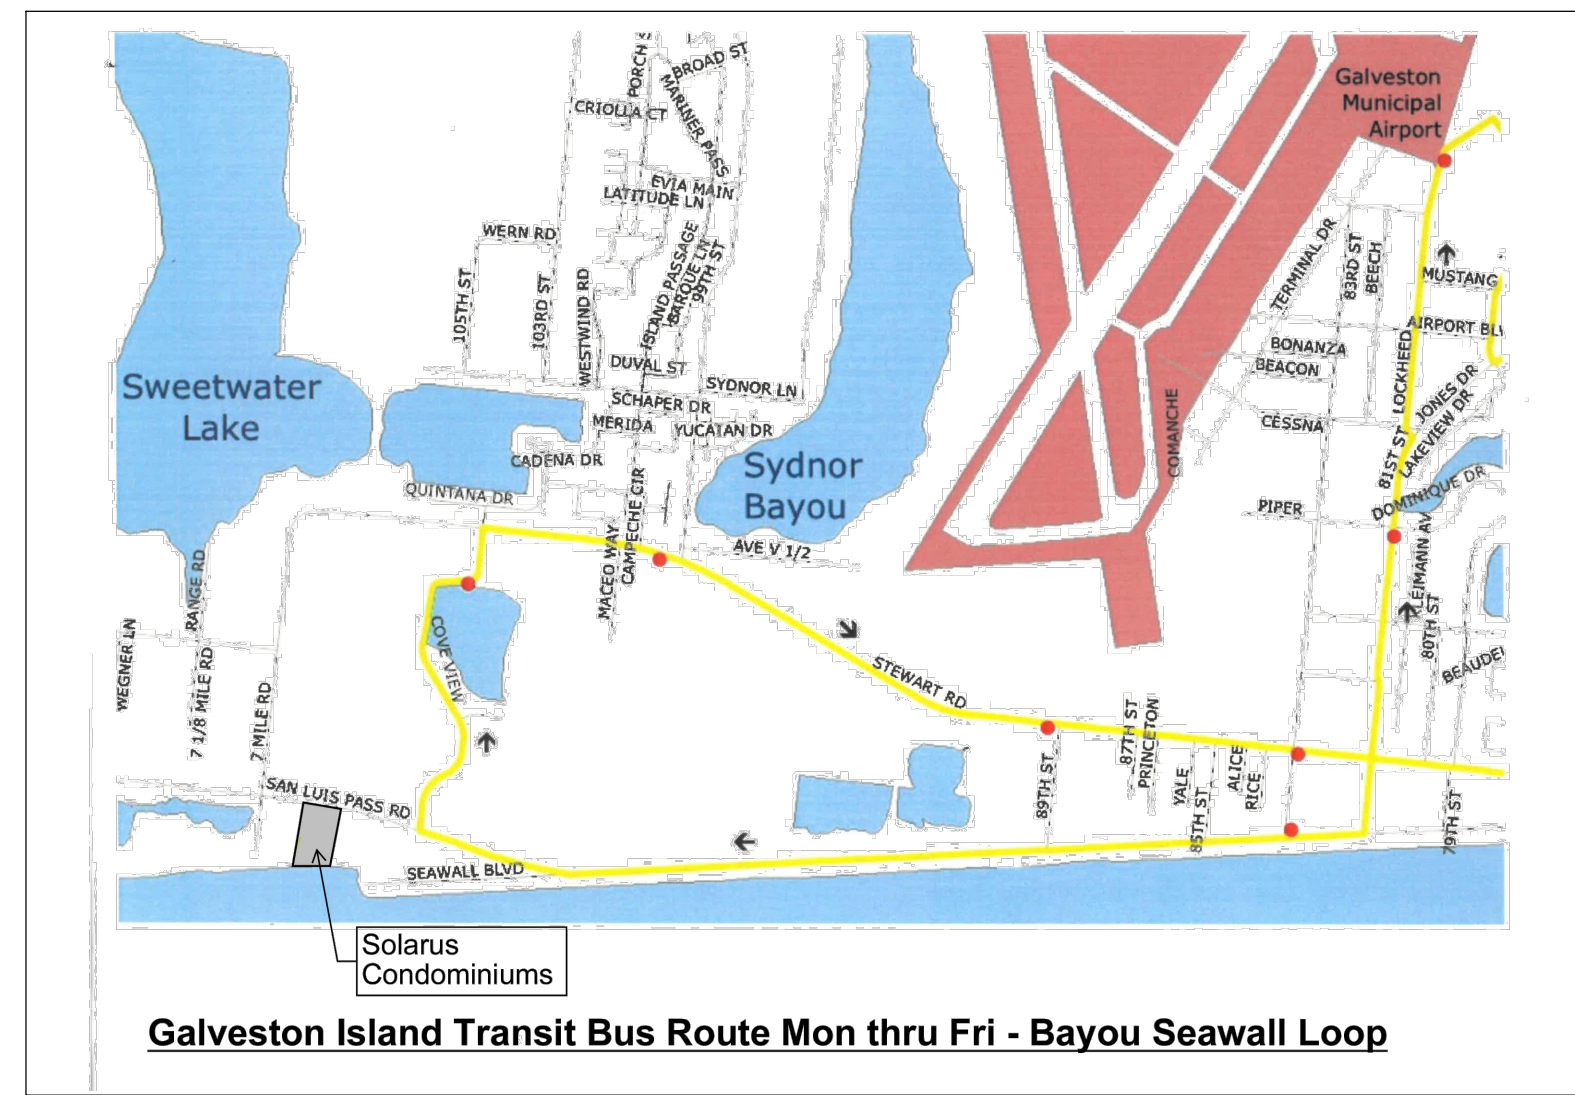 PORCH S
BROAD ST
MARINER PASS
CRIOLLA CT
Galveston
Municipal
Airport
EVIA MAIN
LATITUDE LN
WERN RD
105TH ST
103RD ST
WESTWIND RD
ISLAND PASSAGE
BARQUE LN
99TH ST
TERMINAL DR
83RD ST
BEECH
MUSTANG
AIRPORT BLV
BONANZA
BEACON
LOCKHEED
JONES DR
LAKEVIEW DR
DUVAL ST
SYDNOR LN
Sweetwater
Lake
SCHAPER DR
MERIDA
YUCATAN DR
COMANCHE
CESSNA
81ST ST
CADENA DR
Sydnor
Bayou
QUINTANA DR
CAMPECHE CIR
MACEO WAY
DOMINIQUE DR
PIPER
AVE V 1/2
LEIMANN AV
80TH ST
RANGE RD
WEGNER LN
7 1/8 MILE RD
7 MILE RD
COVE VIEW
STEWART RD
BEAUDE
87TH ST
PRINCETON
89TH ST
YALE
85TH ST
ALICE
RICE
79TH ST
SAN LUIS PASS RD
SEAWALL BLVD
Solarus
Condominiums
Galveston Island Transit Bus Route Mon thru Fri - Bayou Seawall Loop